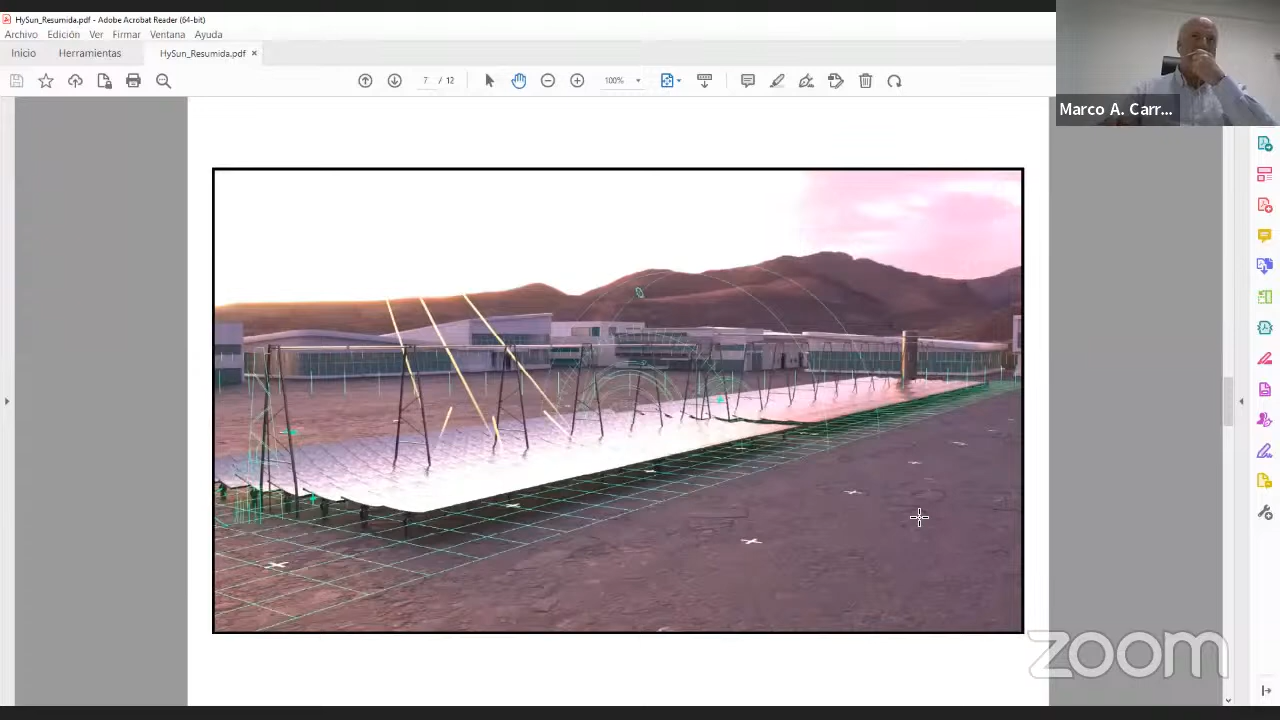 HySun_Resumida.pdf - Adobe Acrobat Reader (64-bit)
Archivo Edición Ver Firmar Ventana Ayuda
Inicio Herramientas HySun_Resumida.pdf ×
7 / 12 100%
Marco A. Carr...
zoom